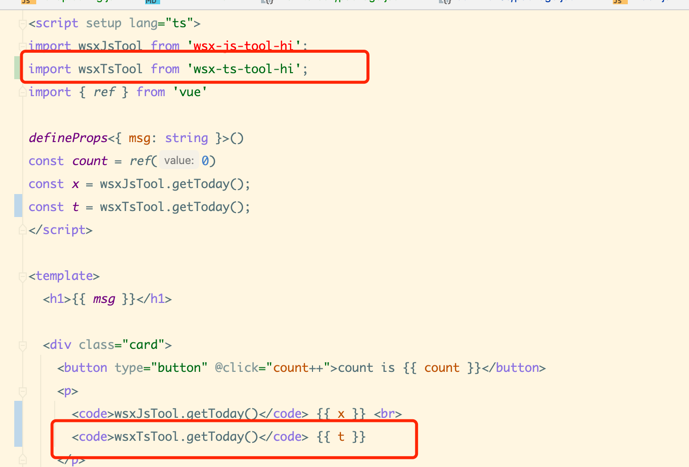 <script setup lang="ts">
import wsxJsTool from 'wsx-js-tool-hi';
import wsxTsTool from 'wsx-ts-tool-hi';
import { ref } from 'vue'

defineProps<{ msg: string }>()
const count = ref( value: 0)
const x = wsxJsTool.getToday();
const t = wsxTsTool.getToday();
</script>

<template>
<h1>{{ msg }}</h1>

<div class="card">
<button type="button" @click="count++">count is {{ count }}</button>
<p>
<code>wsxJsTool.getToday()</code> {{ x }} <br>
<code>wsxTsTool.getToday()</code> {{ t }}
</p>